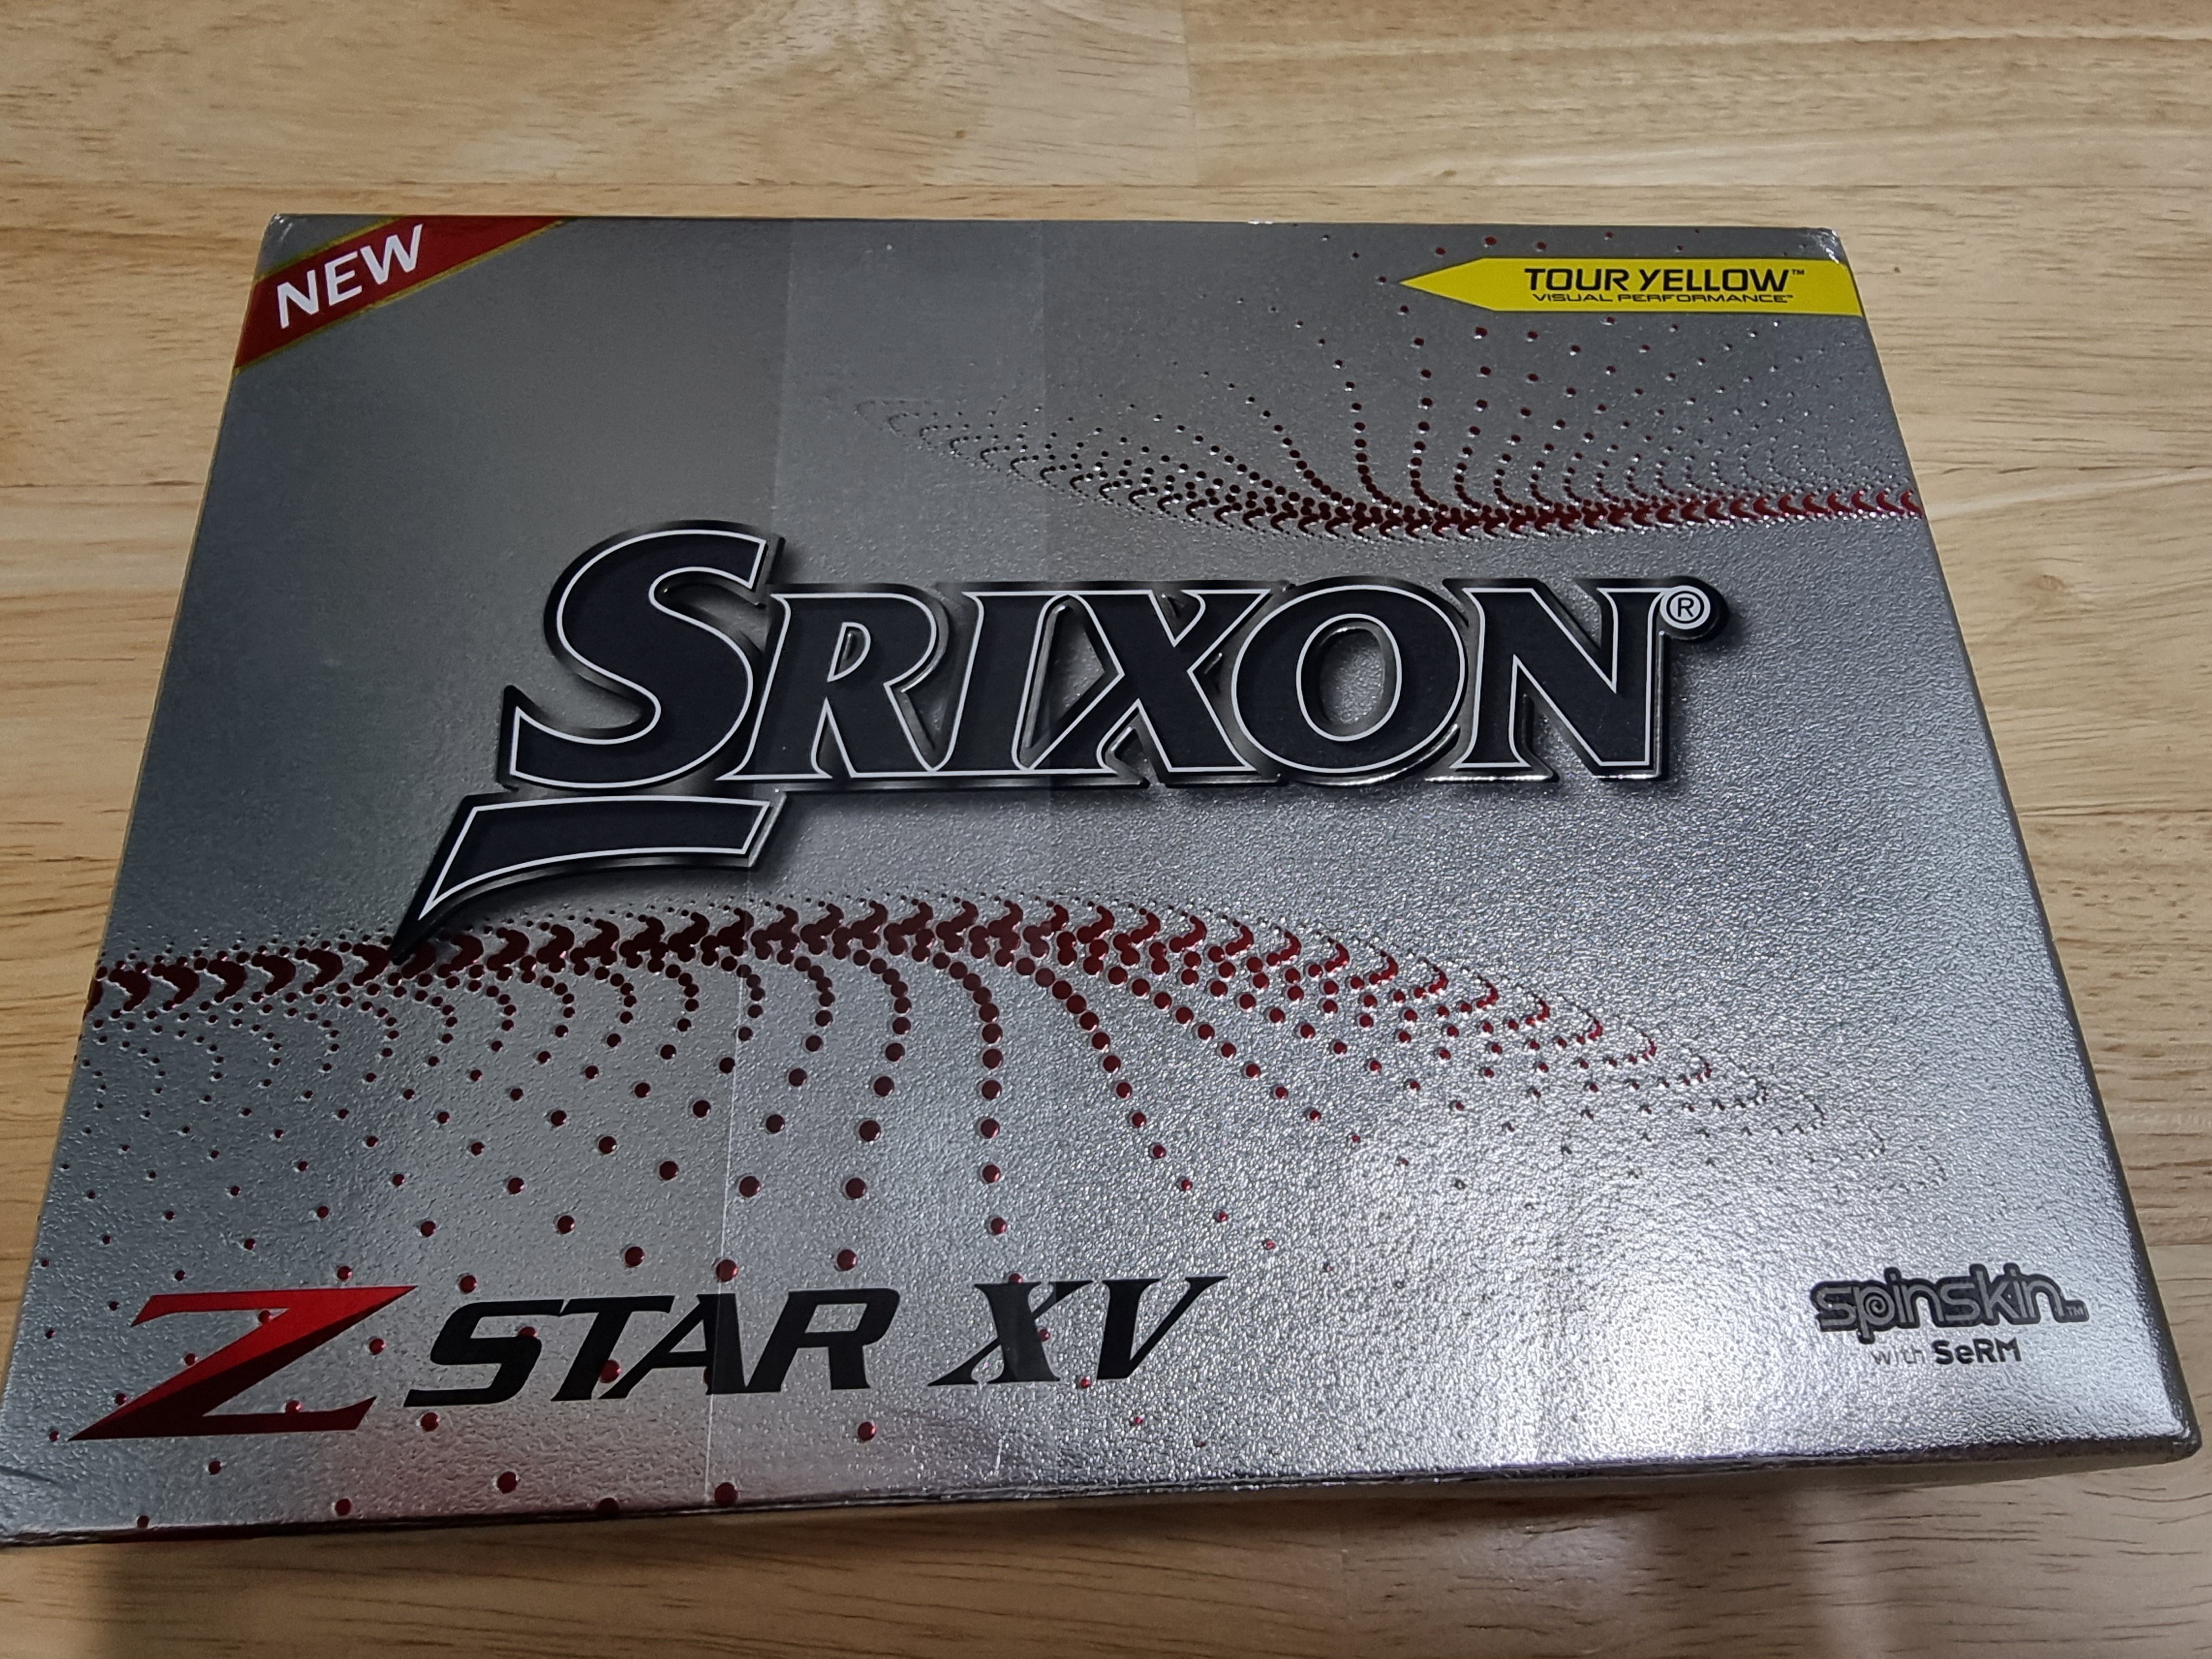 NEW
TOUR YELLOW™
VISUAL PERFORMANCE™
SRIXON®
Z STAR XV
spinskin™
with SeRM